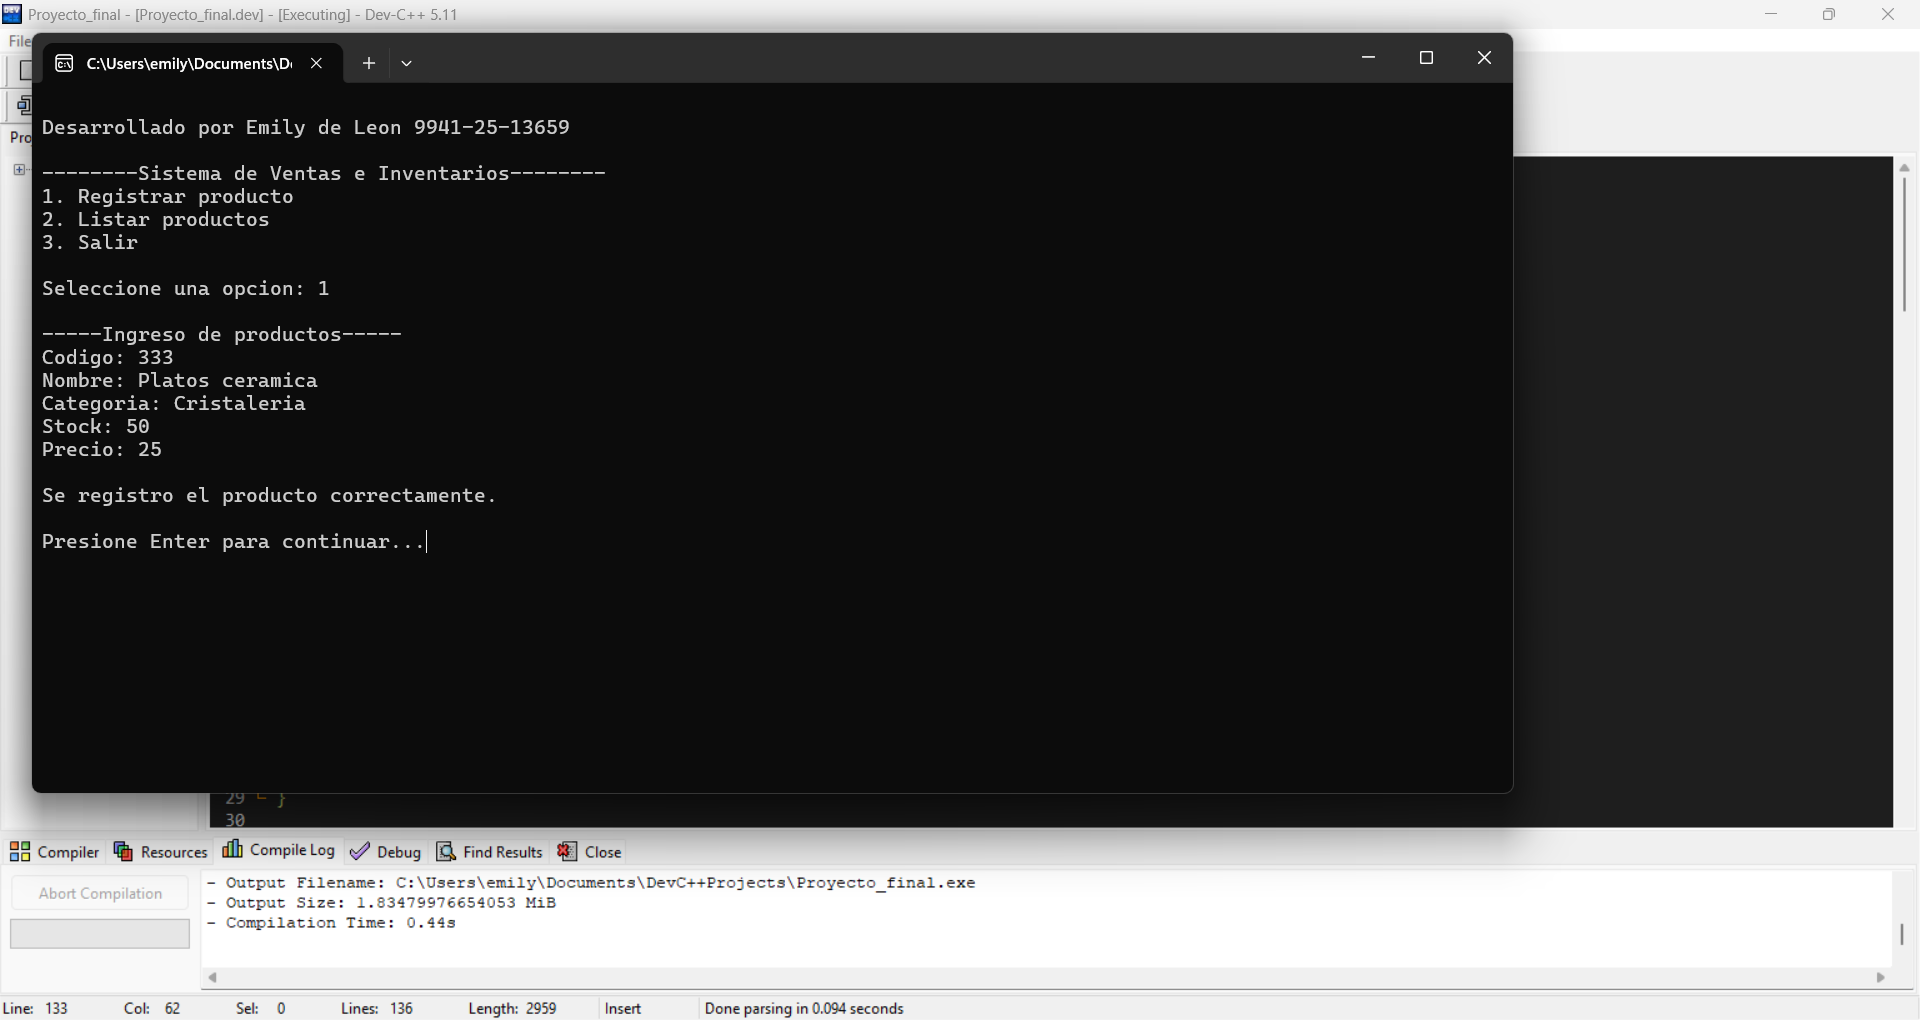 Proyecto_final - [Proyecto_final.dev] - [Executing] - Dev-C++ 5.11
File
C:\Users\emily\Documents\D
Pro
Desarrollado por Emily de Leon 9941-25-13659
--------Sistema de Ventas e Inventarios--------
1. Registrar producto
2. Listar productos
3. Salir
Seleccione una opcion: 1
-----Ingreso de productos-----
Codigo: 333
Nombre: Platos ceramica
Categoria: Cristaleria
Stock: 50
Precio: 25
Se registro el producto correctamente.
Presione Enter para continuar...
29 }
30
Compiler Resources Compile Log Debug Find Results Close
Abort Compilation
- Output Filename: C:\Users\emily\Documents\DevC++Projects\Proyecto_final.exe
- Output Size: 1.83479976654053 MiB
- Compilation Time: 0.44s
Line: 133 Col: 62 Sel: 0 Lines: 136 Length: 2959 Insert Done parsing in 0.094 seconds